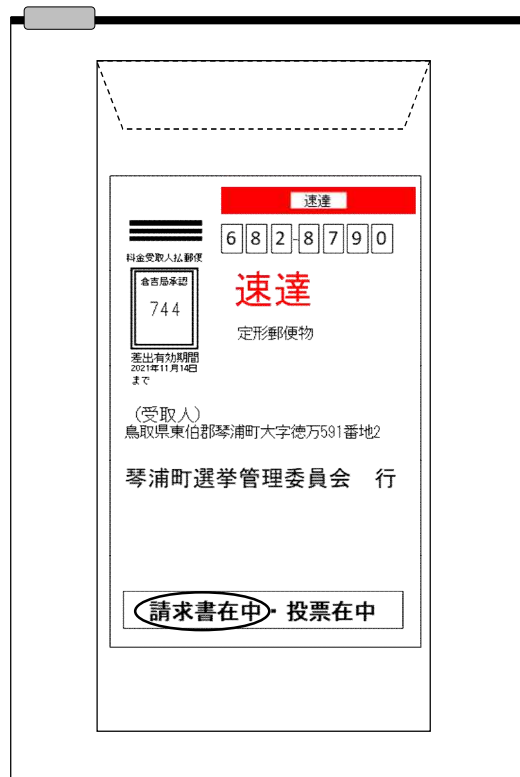 速達
682-8790
料金受取人払郵便
倉吉局承認
744
速達
定形郵便物
差出有効期間
2021年11月14日
まで
(受取人)
鳥取県東伯郡琴浦町大字徳万591番地2
琴浦町選挙管理委員会　行
請求書在中・投票在中